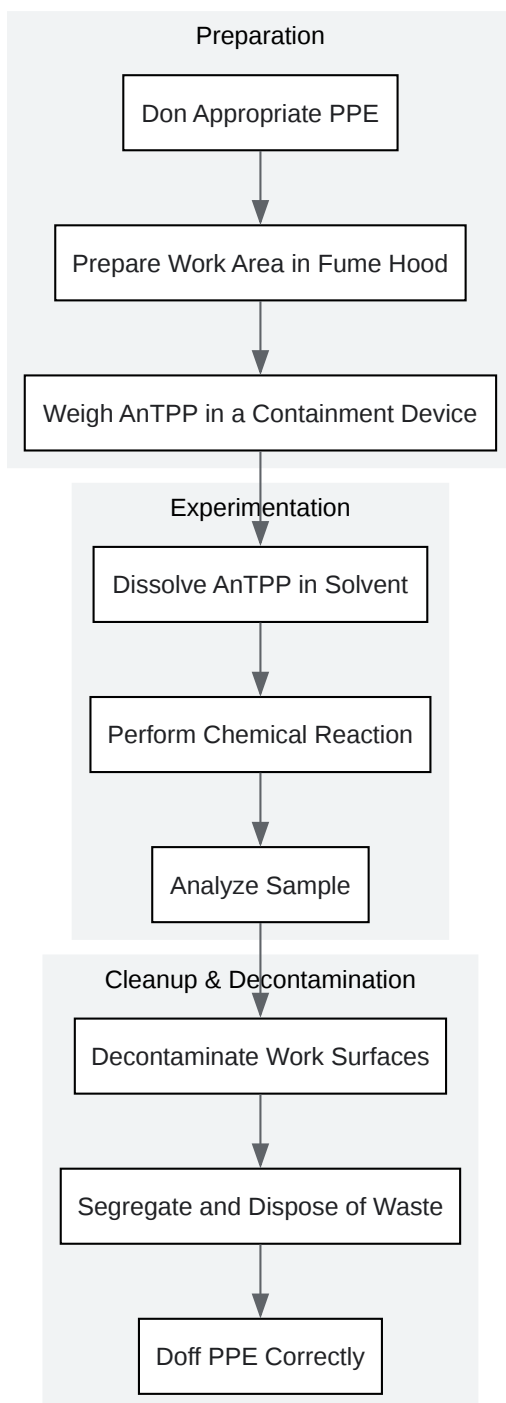 Preparation
Don Appropriate PPE
Prepare Work Area in Fume Hood
Weigh AnTPP in a Containment Device
Experimentation
Dissolve AnTPP in Solvent
Perform Chemical Reaction
Analyze Sample
Cleanup & Decontamination
Decontaminate Work Surfaces
Segregate and Dispose of Waste
Doff PPE Correctly